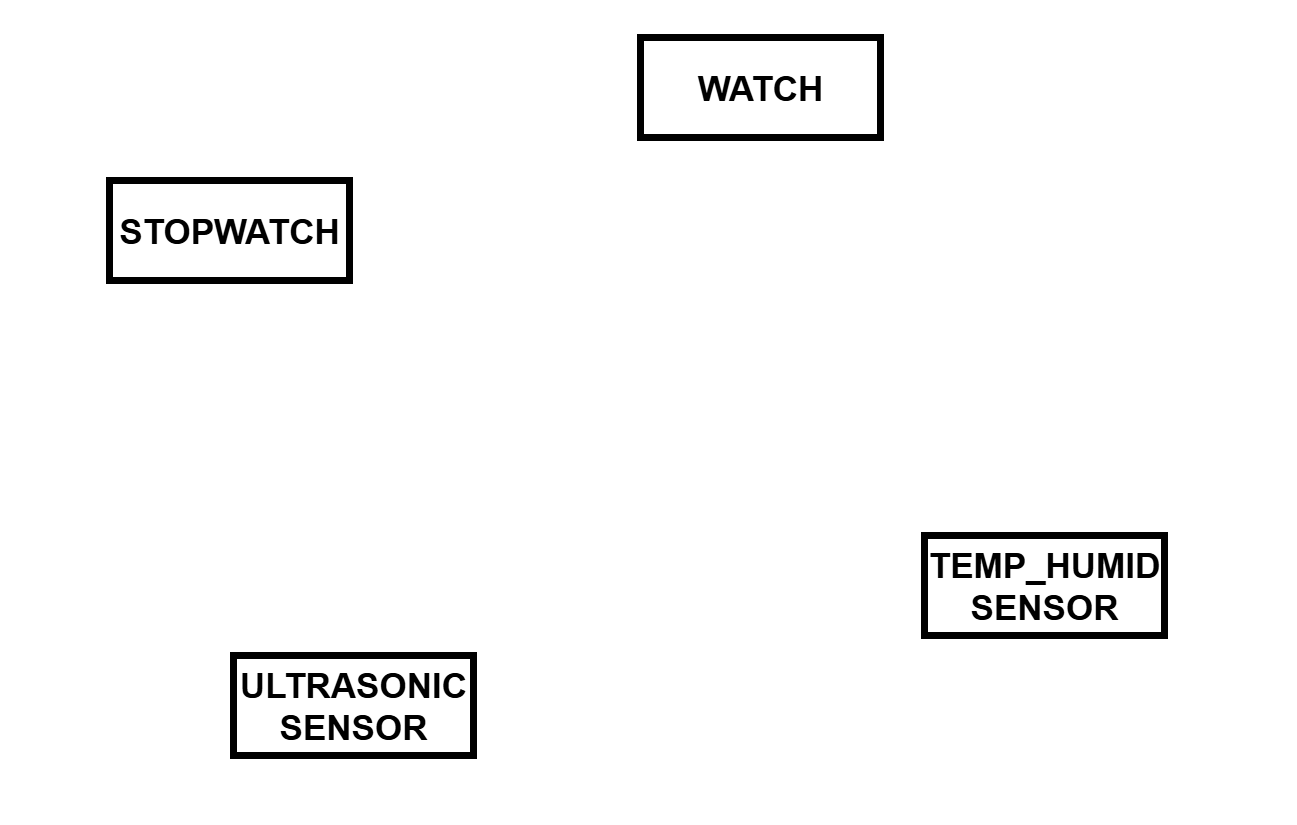 WATCH
STOPWATCH
TEMP_HUMID
SENSOR
ULTRASONIC
SENSOR